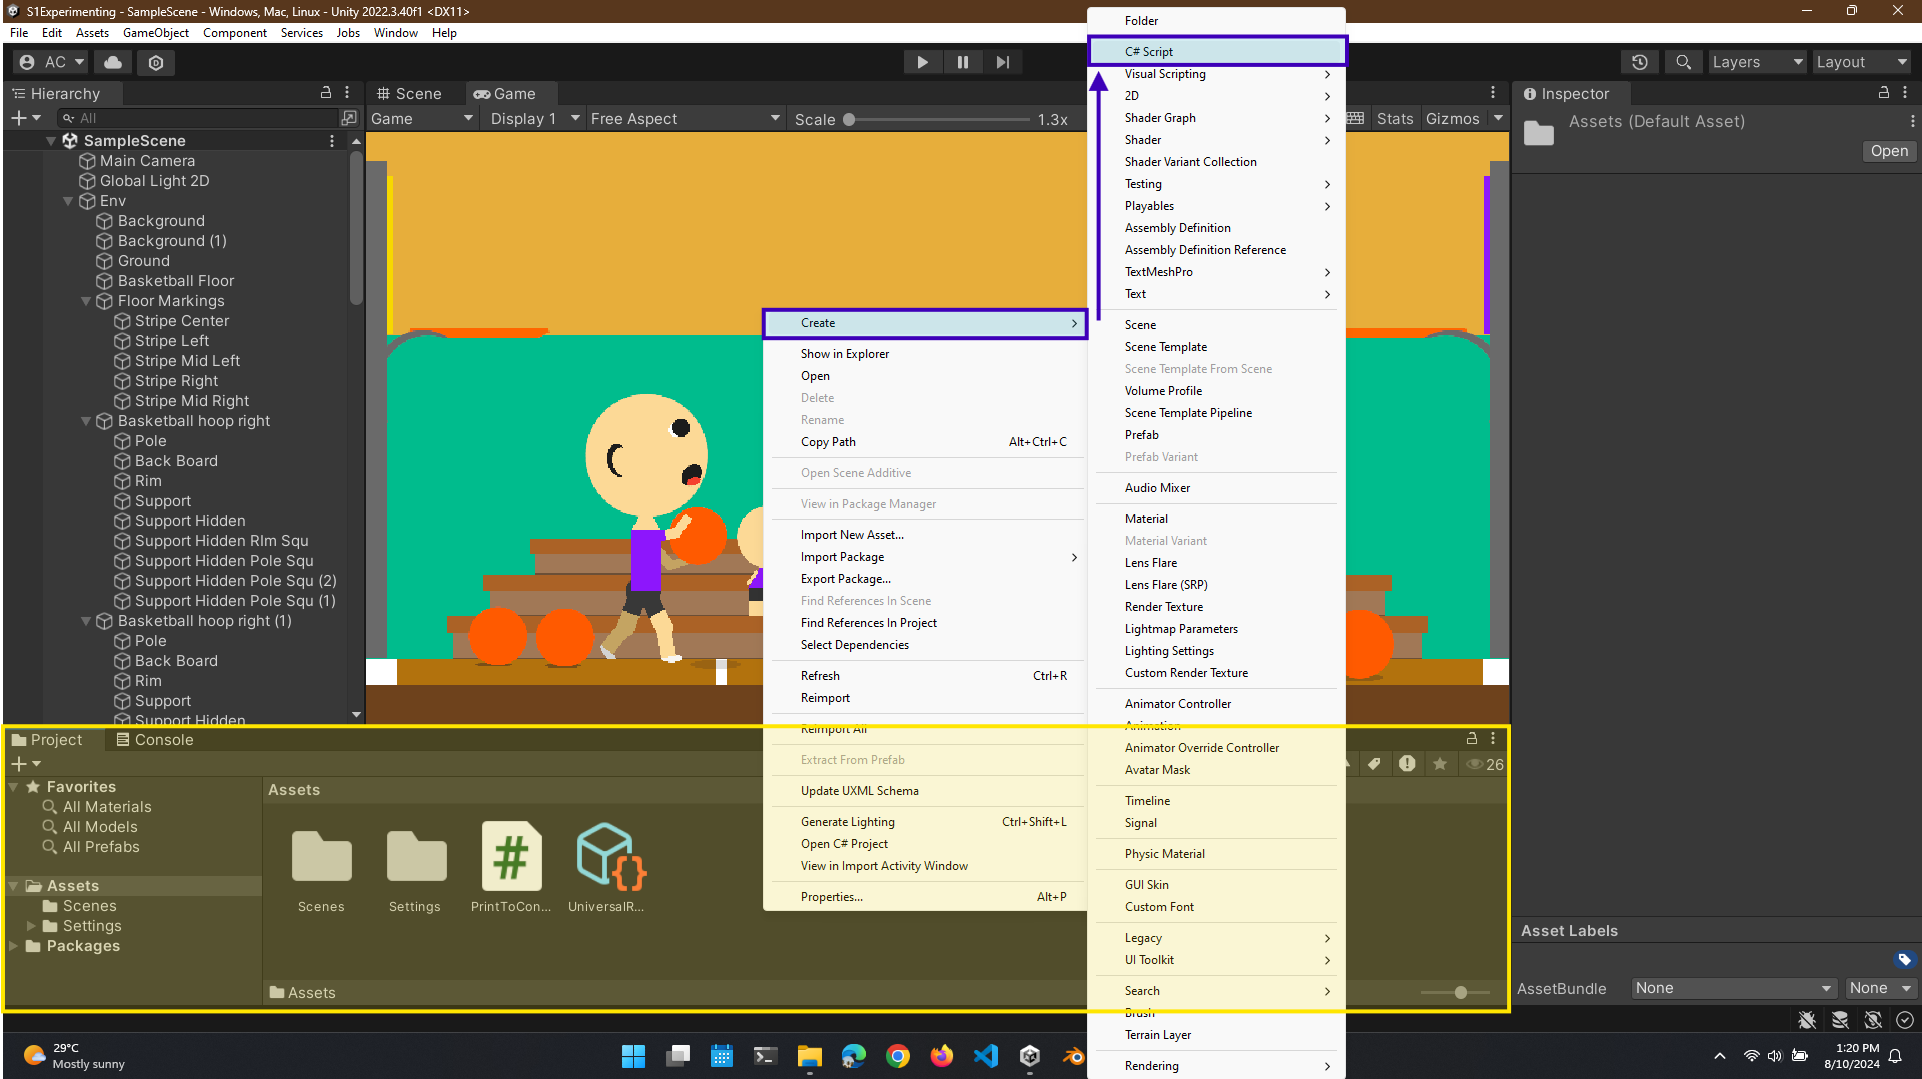 S1Experimenting - SampleScene - Windows, Mac, Linux - Unity 2022.3.40f1 <DX11>
File Edit Assets GameObject Component Services Jobs Window Help
AC
Layers
Layout
Hierarchy
All
SampleScene
Main Camera
Global Light 2D
Env
Background
Background (1)
Ground
Basketball Floor
Floor Markings
Stripe Center
Stripe Left
Stripe Mid Left
Stripe Right
Stripe Mid Right
Basketball hoop right
Pole
Back Board
Rim
Support
Support Hidden
Support Hidden RIm Squ
Support Hidden Pole Squ
Support Hidden Pole Squ (2)
Support Hidden Pole Squ (1)
Basketball hoop right (1)
Pole
Back Board
Rim
Support
Support Hidden
Scene
Game
Game
Display 1
Free Aspect
Scale
1.3x
Stats
Gizmos
Create
Show in Explorer
Open
Delete
Rename
Copy Path Alt+Ctrl+C
Open Scene Additive
View in Package Manager
Import New Asset...
Import Package
Export Package...
Find References In Scene
Find References In Project
Select Dependencies
Refresh Ctrl+R
Reimport
Reimport All
Extract From Prefab
Update UXML Schema
Generate Lighting Ctrl+Shift+L
Open C# Project
View in Import Activity Window
Properties... Alt+P
Folder
C# Script
Visual Scripting
2D
Shader Graph
Shader
Shader Variant Collection
Testing
Playables
Assembly Definition
Assembly Definition Reference
TextMeshPro
Text
Scene
Scene Template
Scene Template From Scene
Volume Profile
Scene Template Pipeline
Prefab
Prefab Variant
Audio Mixer
Material
Material Variant
Lens Flare
Lens Flare (SRP)
Render Texture
Lightmap Parameters
Lighting Settings
Custom Render Texture
Animator Controller
Animation
Animator Override Controller
Avatar Mask
Timeline
Signal
Physic Material
GUI Skin
Custom Font
Legacy
UI Toolkit
Search
Brush
Terrain Layer
Rendering
Inspector
Assets (Default Asset)
Open
Asset Labels
AssetBundle
None
None
Project
Console
26
Favorites
All Materials
All Models
All Prefabs
Assets
Scenes
Settings
Packages
Assets
Scenes
Settings
PrintToCon...
UniversalR...
Assets
29°C
Mostly sunny
1:20 PM
8/10/2024